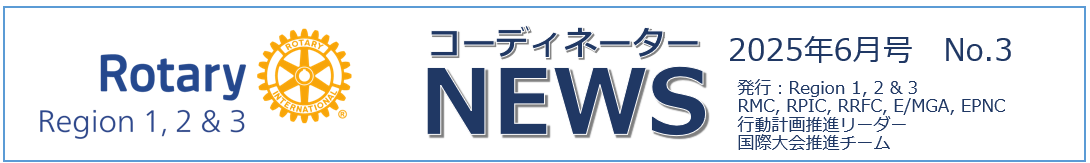 Rotary
Region 1, 2 & 3
ROTARY
INTERNATIONAL
®
コーディネーター
NEWS
2025年6月号 No.3
発行：Region 1, 2 & 3
RMC, RPIC, RRFC, E/MGA, EPNC
行動計画推進リーダー
国際大会推進チーム